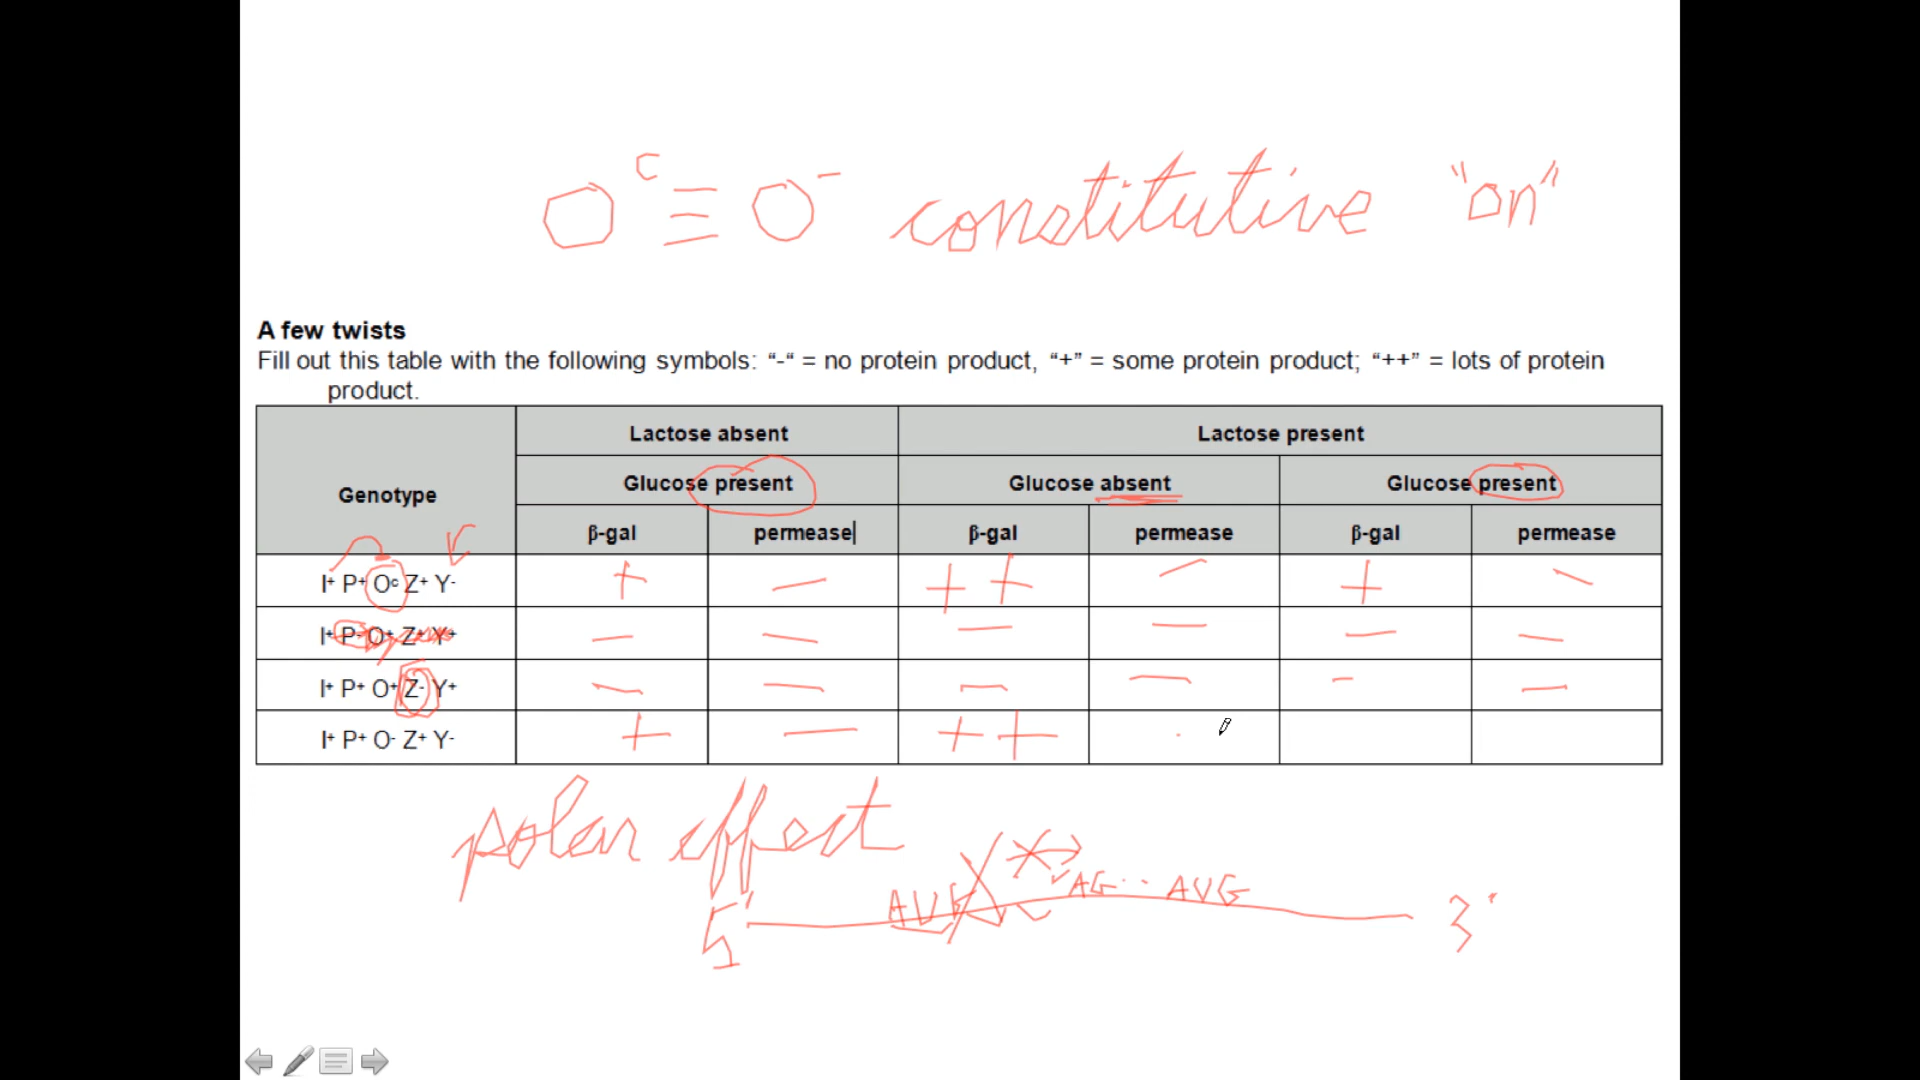 Oᶜ ≡ O⁻ constitutive "on"
A few twists
Fill out this table with the following symbols: “-“ = no protein product, “+” = some protein product; “++” = lots of protein
product.
Genotype Lactose absent Lactose present
Glucose present Glucose absent Glucose present
β-gal permease β-gal permease β-gal permease
I⁺ P⁺ Oᶜ Z⁺ Y⁻ + — ++ — + —
I⁺ P⁻ O⁺ Z⁺ Y⁺ — — — — — —
I⁺ P⁺ O⁺ Z⁻ Y⁺ — — — — — —
I⁺ P⁺ O⁻ Z⁺ Y⁻ + — ++
polar effect
5' AUG UAG ·· AUG 3'